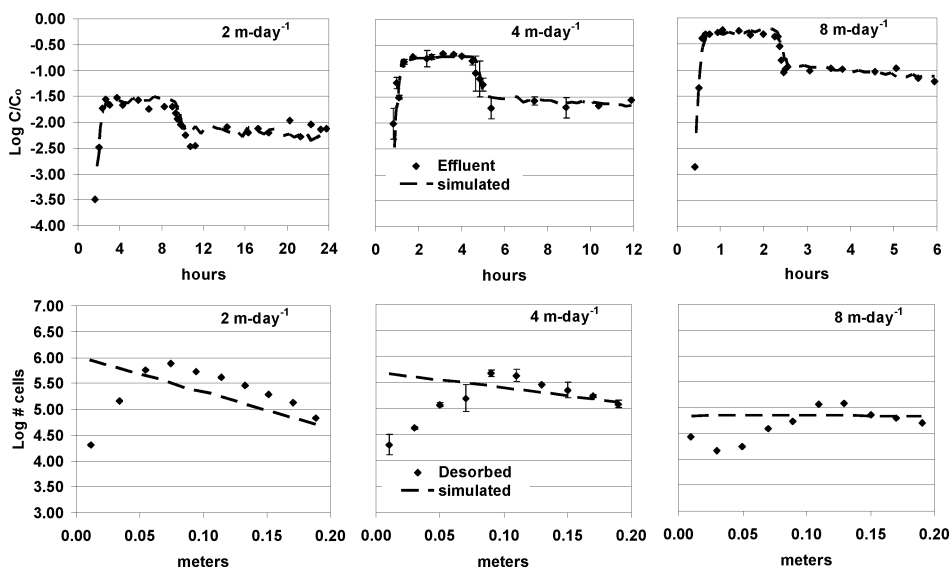 2 m-day-1
4 m-day-1
8 m-day-1
Log C/Co
0.00
-0.50
-1.00
-1.50
-2.00
-2.50
-3.00
-3.50
-4.00
Effluent
simulated
0 4 8 12 16 20 24
0 2 4 6 8 10 12
0 1 2 3 4 5 6
hours
hours
hours
2 m-day-1
4 m-day-1
8 m-day-1
Log # cells
7.00
6.50
6.00
5.50
5.00
4.50
4.00
3.50
3.00
Desorbed
simulated
0.00 0.05 0.10 0.15 0.20
0.00 0.05 0.10 0.15 0.20
0.00 0.05 0.10 0.15 0.20
meters
meters
meters